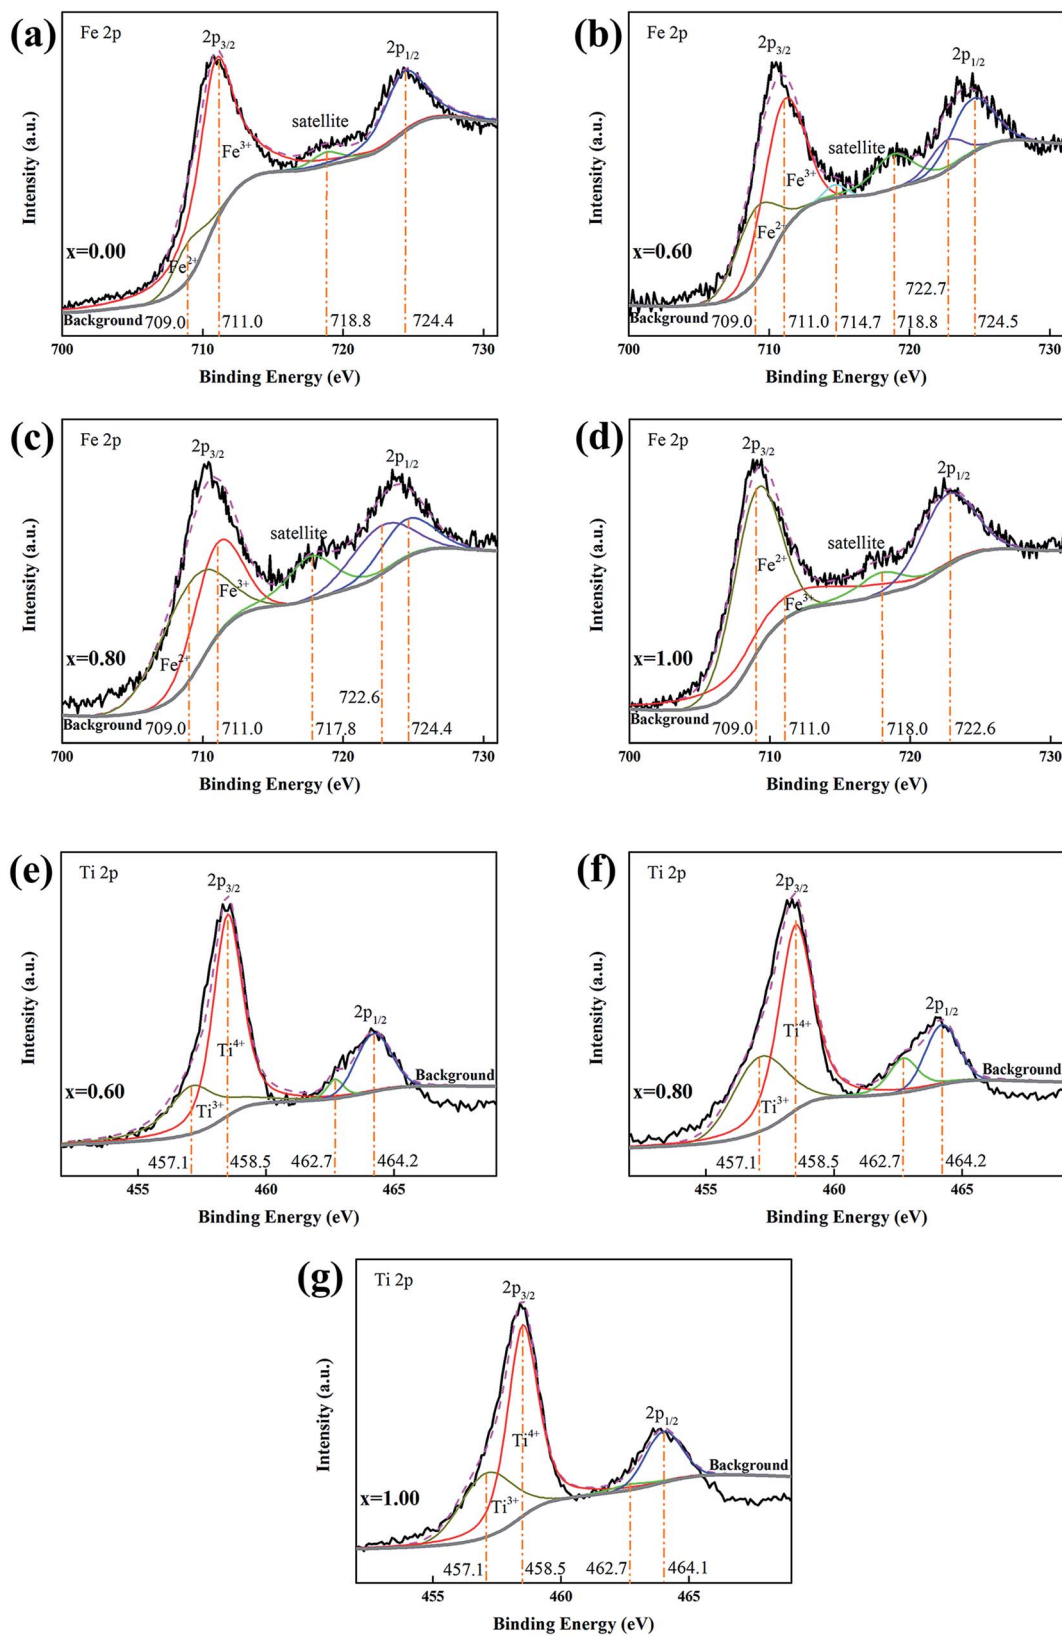 (a)
Fe 2p
2p3/2
2p1/2
satellite
Fe3+
Fe2+
x=0.00
Background
709.0 711.0 718.8 724.4
700 710 720 730
Binding Energy (eV)
Intensity (a.u.)
(b)
Fe 2p
2p3/2
2p1/2
satellite
Fe3+
Fe2+
x=0.60
722.7
Background
709.0 711.0 714.7 718.8 724.5
700 710 720 730
Binding Energy (eV)
Intensity (a.u.)
(c)
Fe 2p
2p3/2
2p1/2
satellite
Fe3+
Fe2+
x=0.80
722.6
Background
709.0 711.0 717.8 724.4
700 710 720 730
Binding Energy (eV)
Intensity (a.u.)
(d)
Fe 2p
2p3/2
2p1/2
satellite
Fe2+
Fe3+
x=1.00
Background
709.0 711.0 718.0 722.6
700 710 720 730
Binding Energy (eV)
Intensity (a.u.)
(e)
Ti 2p
2p3/2
2p1/2
Ti4+
Background
x=0.60
Ti3+
457.1 458.5 462.7 464.2
455 460 465
Binding Energy (eV)
Intensity (a.u.)
(f)
Ti 2p
2p3/2
2p1/2
Ti4+
Background
x=0.80
Ti3+
457.1 458.5 462.7 464.2
455 460 465
Binding Energy (eV)
Intensity (a.u.)
(g)
Ti 2p
2p3/2
2p1/2
Ti4+
Background
x=1.00
Ti3+
457.1 458.5 462.7 464.1
455 460 465
Binding Energy (eV)
Intensity (a.u.)